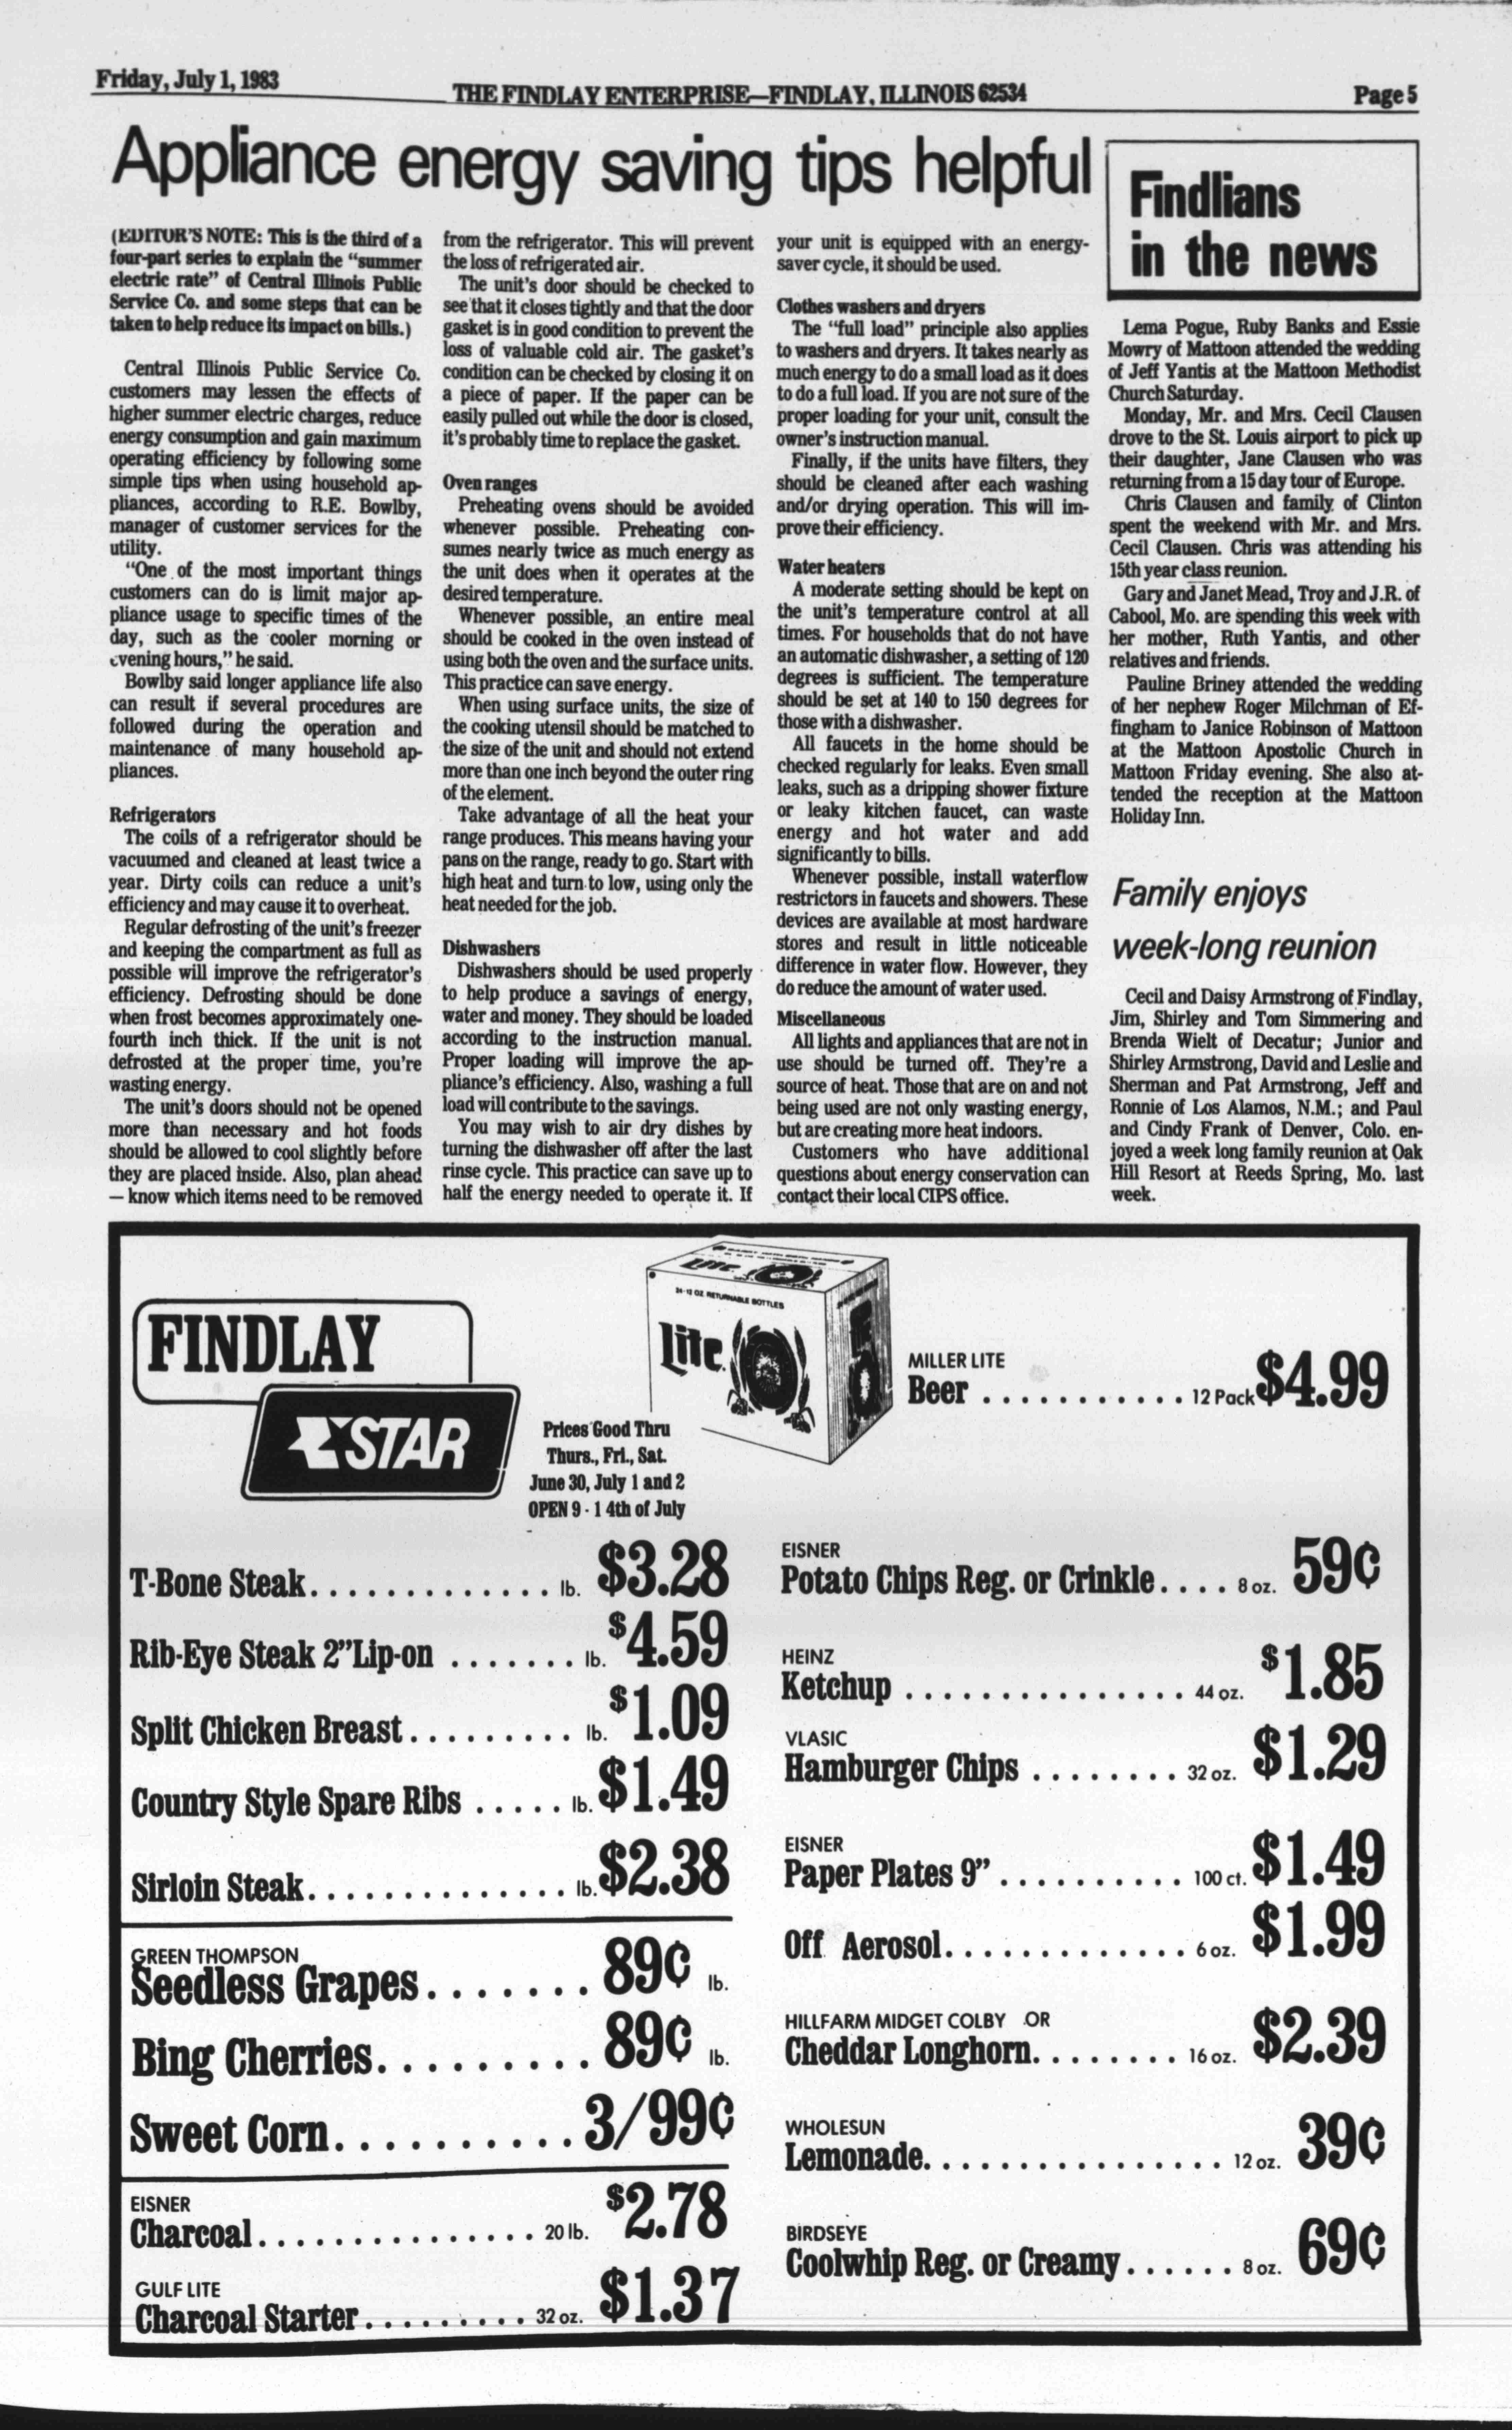 Friday, July 1, 1983
THE FINDLAY ENTERPRISE—FINDLAY, ILLINOIS 62534
Page 5
Appliance energy saving tips helpful
(EDITOR'S NOTE: This is the third of a
four-part series to explain the "summer
electric rate" of Central Illinois Public
Service Co. and some steps that can be
taken to help reduce its impact on bills.)
Central Illinois Public Service Co.
customers may lessen the effects of
higher summer electric charges, reduce
energy consumption and gain maximum
operating efficiency by following some
simple tips when using household ap-
pliances, according to R.E. Bowlby,
manager of customer services for the
utility.
"One of the most important things
customers can do is limit major ap-
pliance usage to specific times of the
day, such as the cooler morning or
evening hours," he said.
Bowlby said longer appliance life also
can result if several procedures are
followed during the operation and
maintenance of many household ap-
pliances.
Refrigerators
The coils of a refrigerator should be
vacuumed and cleaned at least twice a
year. Dirty coils can reduce a unit's
efficiency and may cause it to overheat.
Regular defrosting of the unit's freezer
and keeping the compartment as full as
possible will improve the refrigerator's
efficiency. Defrosting should be done
when frost becomes approximately one-
fourth inch thick. If the unit is not
defrosted at the proper time, you're
wasting energy.
The unit's doors should not be opened
more than necessary and hot foods
should be allowed to cool slightly before
they are placed inside. Also, plan ahead
— know which items need to be removed
from the refrigerator. This will prevent
the loss of refrigerated air.
The unit's door should be checked to
see that it closes tightly and that the door
gasket is in good condition to prevent the
loss of valuable cold air. The gasket's
condition can be checked by closing it on
a piece of paper. If the paper can be
easily pulled out while the door is closed,
it's probably time to replace the gasket.
Oven ranges
Preheating ovens should be avoided
whenever possible. Preheating con-
sumes nearly twice as much energy as
the unit does when it operates at the
desired temperature.
Whenever possible, an entire meal
should be cooked in the oven instead of
using both the oven and the surface units.
This practice can save energy.
When using surface units, the size of
the cooking utensil should be matched to
the size of the unit and should not extend
more than one inch beyond the outer ring
of the element.
Take advantage of all the heat your
range produces. This means having your
pans on the range, ready to go. Start with
high heat and turn to low, using only the
heat needed for the job.
Dishwashers
Dishwashers should be used properly
to help produce a savings of energy,
water and money. They should be loaded
according to the instruction manual.
Proper loading will improve the ap-
pliance's efficiency. Also, washing a full
load will contribute to the savings.
You may wish to air dry dishes by
turning the dishwasher off after the last
rinse cycle. This practice can save up to
half the energy needed to operate it. If
your unit is equipped with an energy-
saver cycle, it should be used.
Clothes washers and dryers
The "full load" principle also applies
to washers and dryers. It takes nearly as
much energy to do a small load as it does
to do a full load. If you are not sure of the
proper loading for your unit, consult the
owner's instruction manual.
Finally, if the units have filters, they
should be cleaned after each washing
and/or drying operation. This will im-
prove their efficiency.
Water heaters
A moderate setting should be kept on
the unit's temperature control at all
times. For households that do not have
an automatic dishwasher, a setting of 120
degrees is sufficient. The temperature
should be set at 140 to 150 degrees for
those with a dishwasher.
All faucets in the home should be
checked regularly for leaks. Even small
leaks, such as a dripping shower fixture
or leaky kitchen faucet, can waste
energy and hot water and add
significantly to bills.
Whenever possible, install waterflow
restrictors in faucets and showers. These
devices are available at most hardware
stores and result in little noticeable
difference in water flow. However, they
do reduce the amount of water used.
Miscellaneous
All lights and appliances that are not in
use should be turned off. They're a
source of heat. Those that are on and not
being used are not only wasting energy,
but are creating more heat indoors.
Customers who have additional
questions about energy conservation can
contact their local CIPS office.
Findlians
in the news
Lema Pogue, Ruby Banks and Essie
Mowry of Mattoon attended the wedding
of Jeff Yantis at the Mattoon Methodist
Church Saturday.
Monday, Mr. and Mrs. Cecil Clausen
drove to the St. Louis airport to pick up
their daughter, Jane Clausen who was
returning from a 15 day tour of Europe.
Chris Clausen and family of Clinton
spent the weekend with Mr. and Mrs.
Cecil Clausen. Chris was attending his
15th year class reunion.
Gary and Janet Mead, Troy and J.R. of
Cabool, Mo. are spending this week with
her mother, Ruth Yantis, and other
relatives and friends.
Pauline Briney attended the wedding
of her nephew Roger Milchman of Ef-
fingham to Janice Robinson of Mattoon
at the Mattoon Apostolic Church in
Mattoon Friday evening. She also at-
tended the reception at the Mattoon
Holiday Inn.
Family enjoys
week-long reunion
Cecil and Daisy Armstrong of Findlay,
Jim, Shirley and Tom Simmering and
Brenda Wielt of Decatur; Junior and
Shirley Armstrong, David and Leslie and
Sherman and Pat Armstrong, Jeff and
Ronnie of Los Alamos, N.M.; and Paul
and Cindy Frank of Denver, Colo. en-
joyed a week long family reunion at Oak
Hill Resort at Reeds Spring, Mo. last
week.
FINDLAY
STAR
Lite
24-12 OZ RETURNABLE BOTTLES
Lite
Prices Good Thru
Thurs., Fri., Sat.
June 30, July 1 and 2
OPEN 9 - 1 4th of July
MILLER LITE
Beer . . . . . . . . . . . 12 Pack $4.99
T-Bone Steak. . . . . . . . . . . . . lb. $3.28
Rib-Eye Steak 2"Lip-on . . . . . . . lb. $4.59
Split Chicken Breast. . . . . . . . . lb. $1.09
Country Style Spare Ribs . . . . . lb. $1.49
Sirloin Steak. . . . . . . . . . . . . . lb. $2.38
GREEN THOMPSON
Seedless Grapes. . . . . . . 89¢ lb.
Bing Cherries. . . . . . . . . 89¢ lb.
Sweet Corn. . . . . . . . . . 3/99¢
EISNER
Charcoal. . . . . . . . . . . . . . . 20 lb. $2.78
GULF LITE
Charcoal Starter. . . . . . . . . 32 oz. $1.37
EISNER
Potato Chips Reg. or Crinkle. . . . 8 oz. 59¢
HEINZ
Ketchup . . . . . . . . . . . . . . . 44 oz. $1.85
VLASIC
Hamburger Chips . . . . . . . . 32 oz. $1.29
EISNER
Paper Plates 9" . . . . . . . . . . 100 ct. $1.49
Off Aerosol. . . . . . . . . . . . . 6 oz. $1.99
HILLFARM MIDGET COLBY OR
Cheddar Longhorn. . . . . . . . 16 oz. $2.39
WHOLESUN
Lemonade. . . . . . . . . . . . . . . . 12 oz. 39¢
BIRDSEYE
Coolwhip Reg. or Creamy. . . . . . 8 oz. 69¢